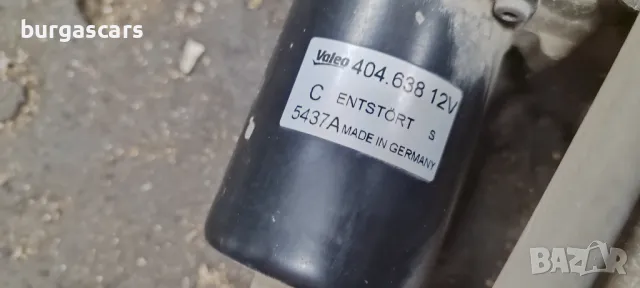 burgascars
Valeo 404.638 12V
C ENTSTÖRT S
5437A MADE IN GERMANY
BAZAR